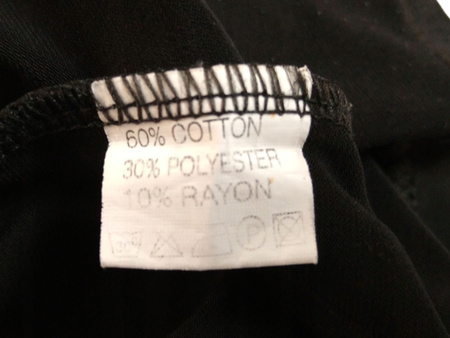 60% COTTON
30% POLYESTER
10% RAYON
P